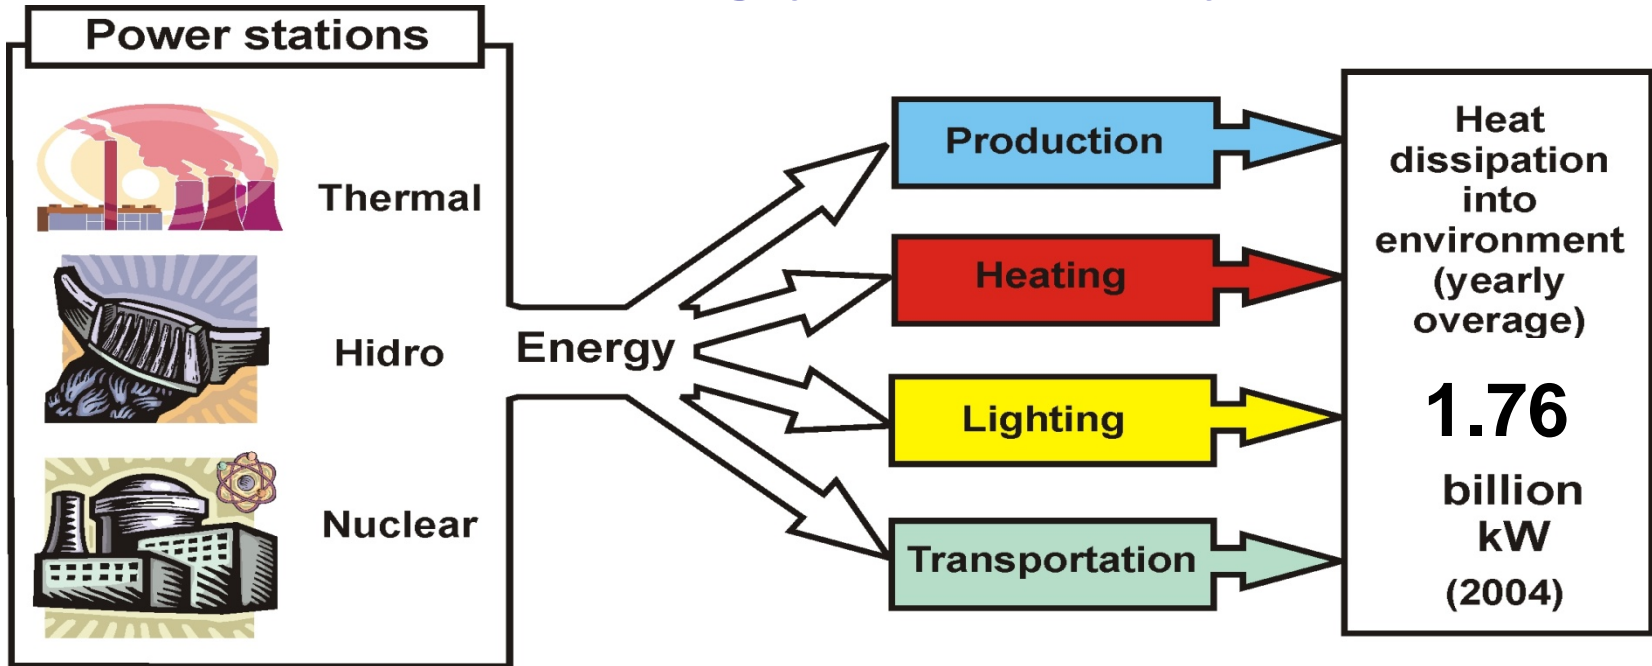 Power stations
Thermal
Hidro
Nuclear
Energy
Production
Heating
Lighting
Transportation
Heat
dissipation
into
environment
(yearly
overage)
1.76
billion
kW
(2004)